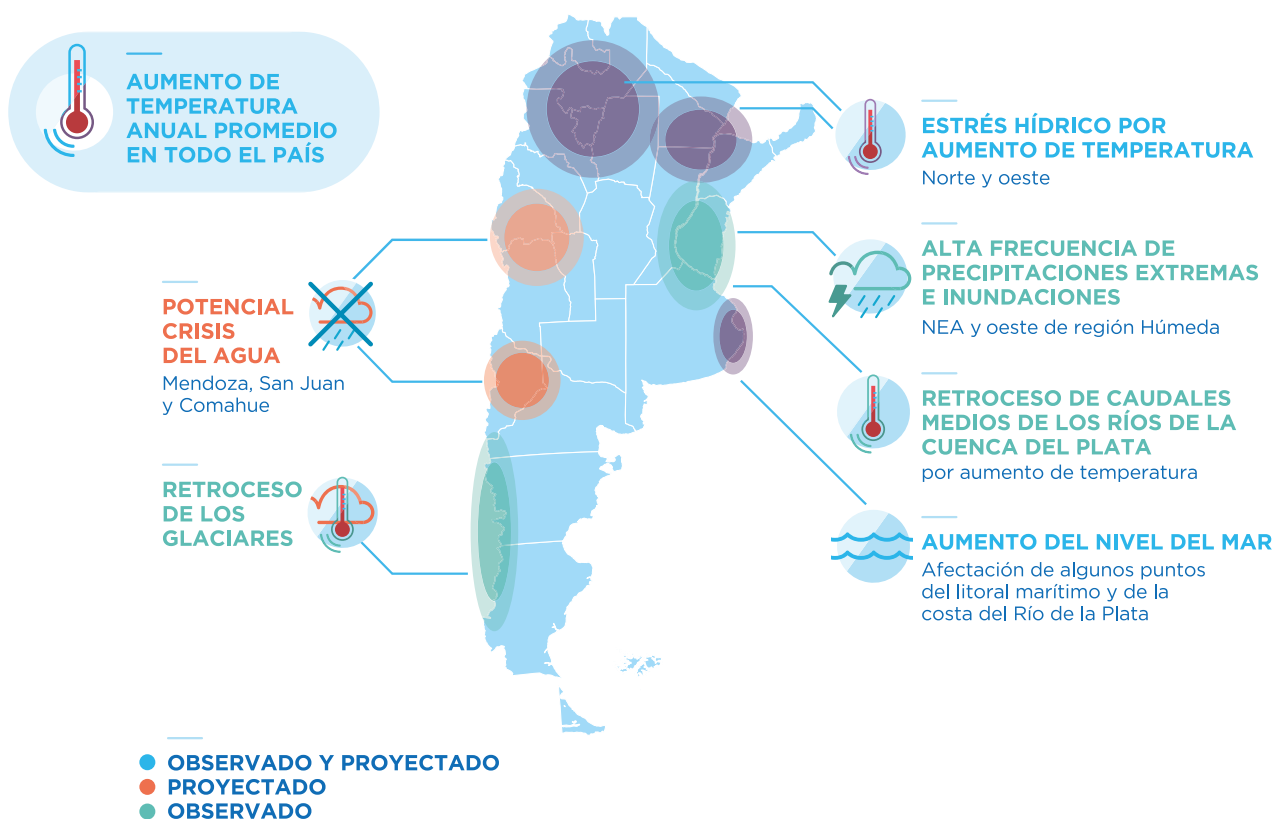 AUMENTO DE
TEMPERATURA
ANUAL PROMEDIO
EN TODO EL PAÍS
POTENCIAL
CRISIS
DEL AGUA
Mendoza, San Juan
y Comahue
RETROCESO
DE LOS
GLACIARES
ESTRÉS HÍDRICO POR
AUMENTO DE TEMPERATURA
Norte y oeste
ALTA FRECUENCIA DE
PRECIPITACIONES EXTREMAS
E INUNDACIONES
NEA y oeste de región Húmeda
RETROCESO DE CAUDALES
MEDIOS DE LOS RÍOS DE LA
CUENCA DEL PLATA
por aumento de temperatura
AUMENTO DEL NIVEL DEL MAR
Afectación de algunos puntos
del litoral marítimo y de la
costa del Río de la Plata
OBSERVADO Y PROYECTADO
PROYECTADO
OBSERVADO